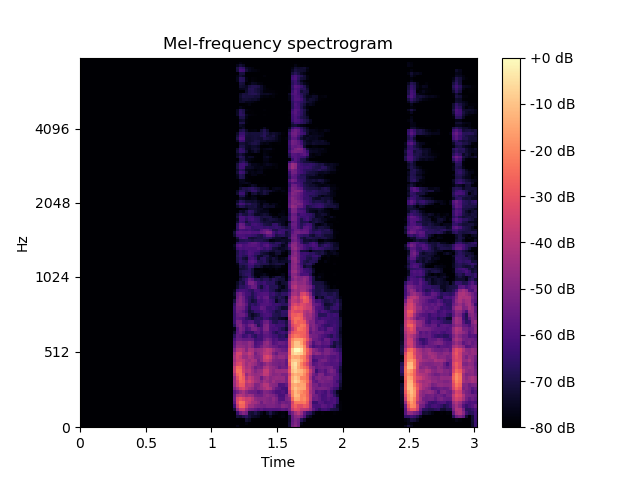 Mel-frequency spectrogram
+0 dB
-10 dB
-20 dB
-30 dB
-40 dB
-50 dB
-60 dB
-70 dB
-80 dB
Hz
4096
2048
1024
512
0
0 0.5 1 1.5 2 2.5 3
Time